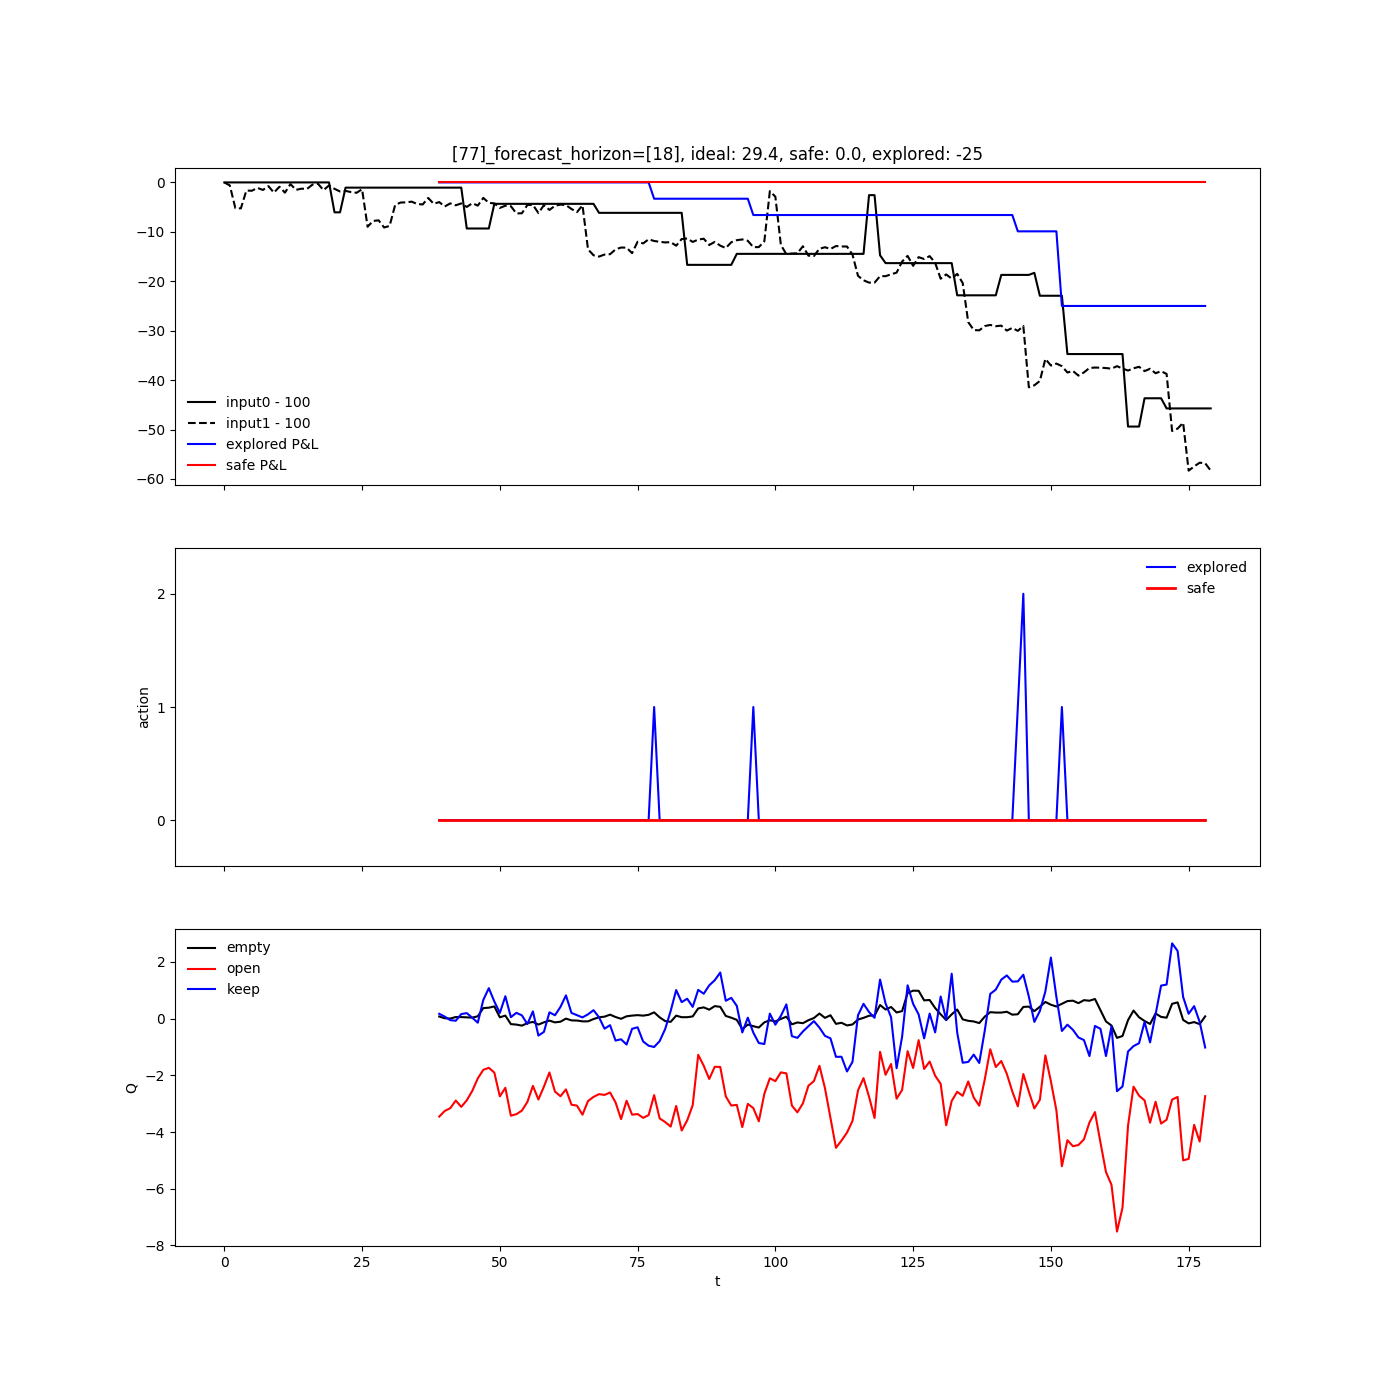 [77]_forecast_horizon=[18], ideal: 29.4, safe: 0.0, explored: -25
0
−10
−20
−30
−40
−50
−60
input0 - 100
input1 - 100
explored P&L
safe P&L
2
1
0
action
explored
safe
2
0
−2
−4
−6
−8
Q
empty
open
keep
0
25
50
75
100
125
150
175
t